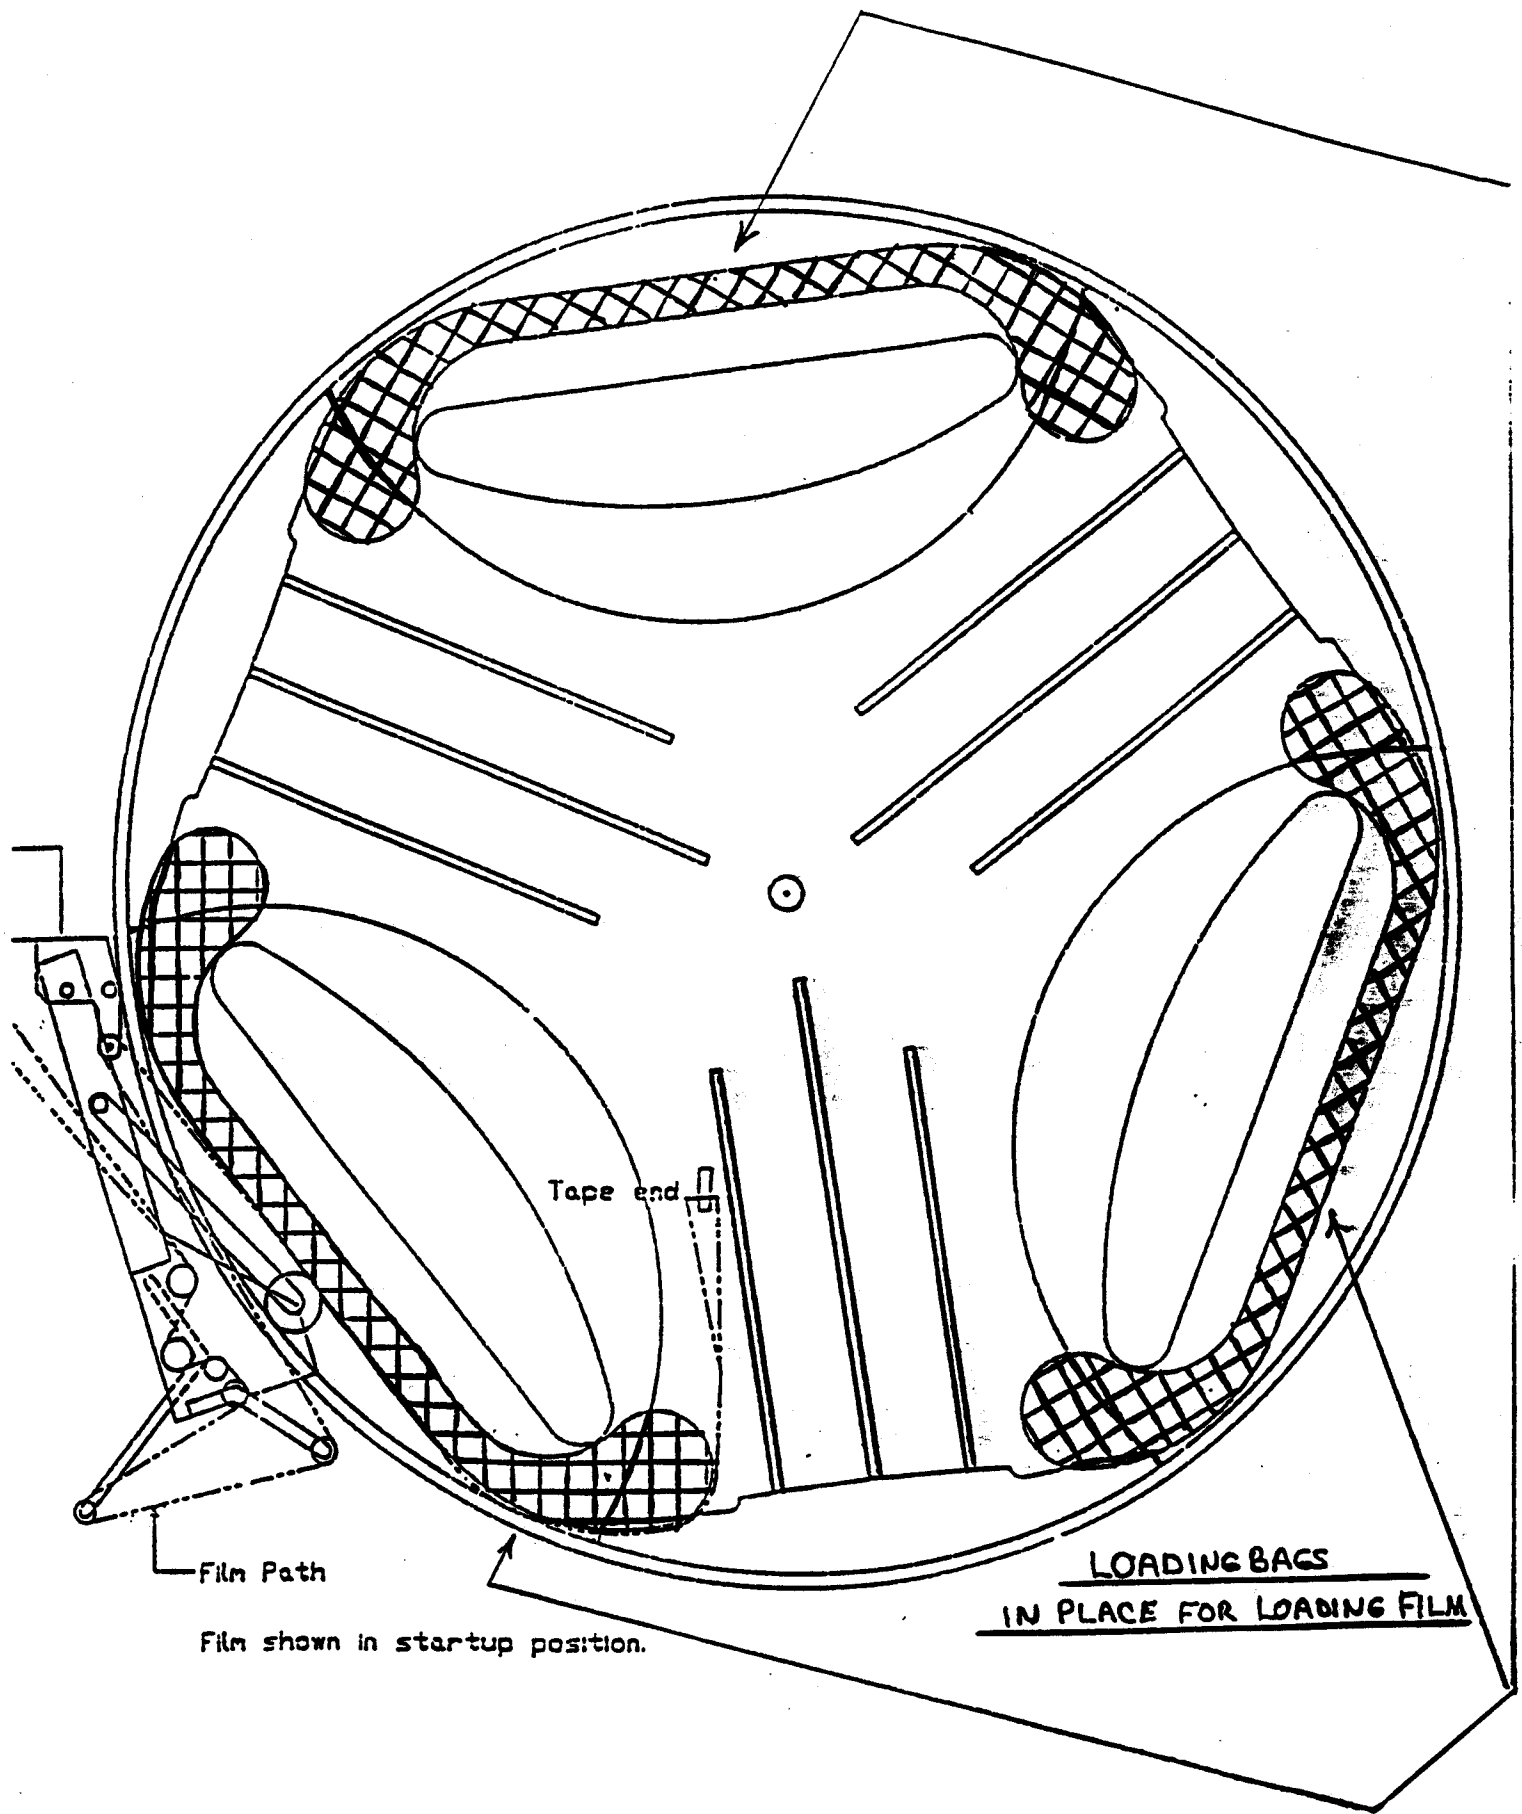 Tape end
LOADING BAGS
IN PLACE FOR LOADING FILM
Film Path
Film shown in startup position.